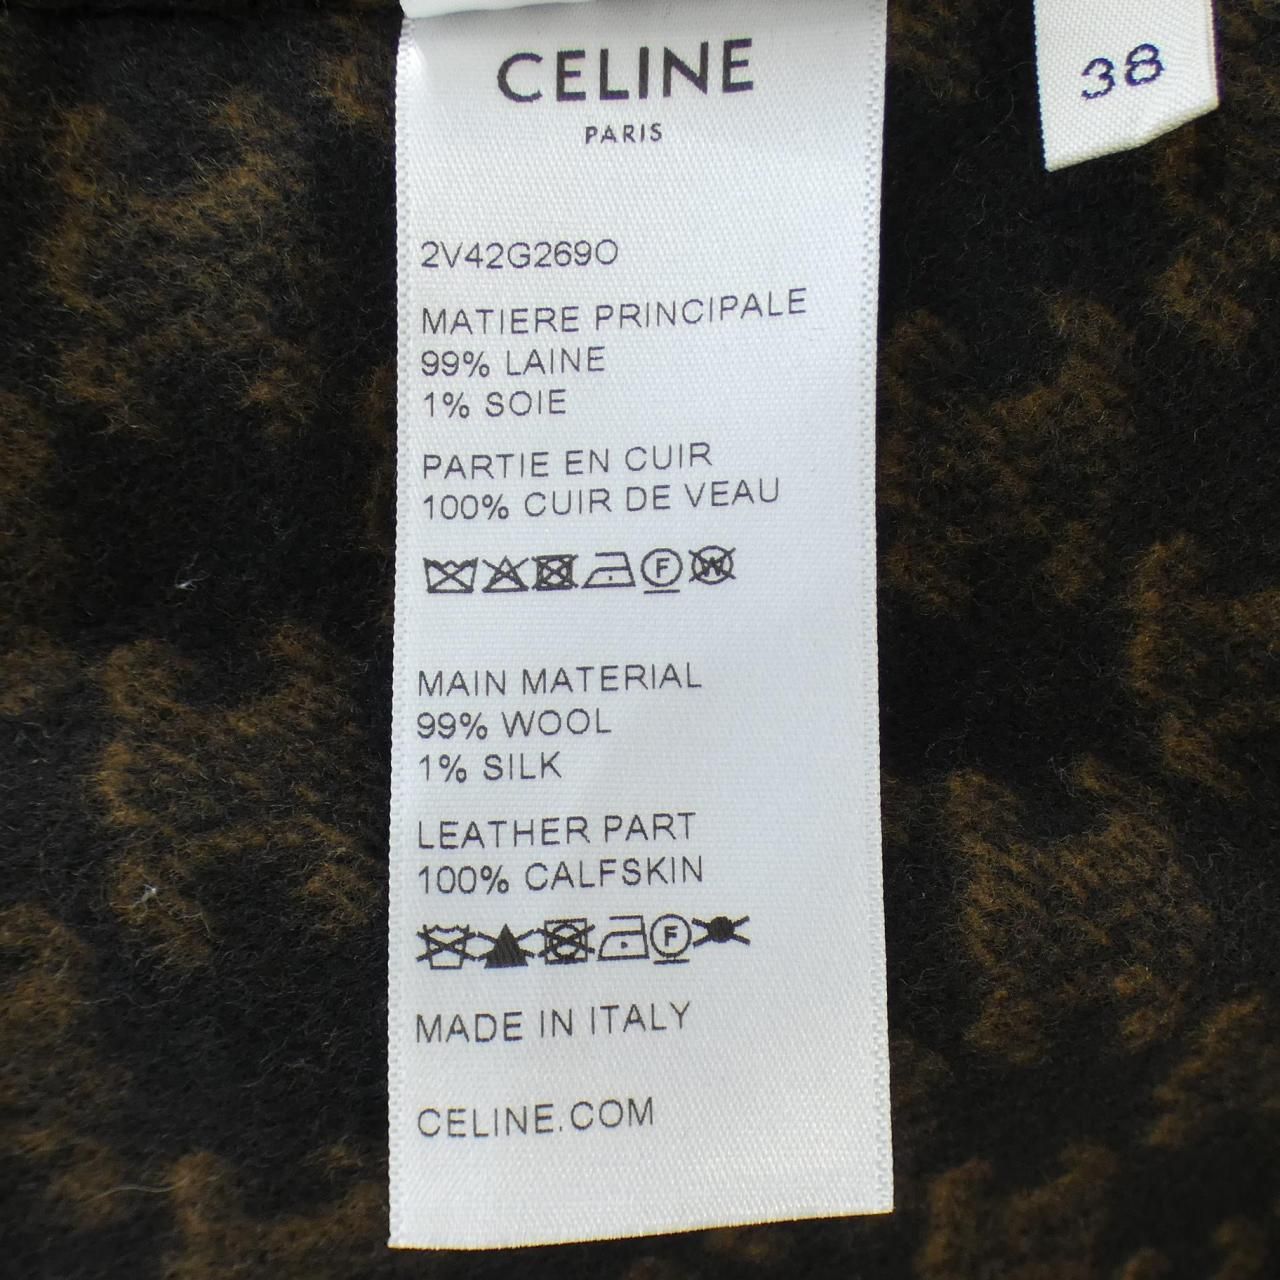 CELINE
PARIS
38
2V42G269O
MATIERE PRINCIPALE
99% LAINE
1% SOIE
PARTIE EN CUIR
100% CUIR DE VEAU
F W
MAIN MATERIAL
99% WOOL
1% SILK
LEATHER PART
100% CALFSKIN
F
MADE IN ITALY
CELINE.COM